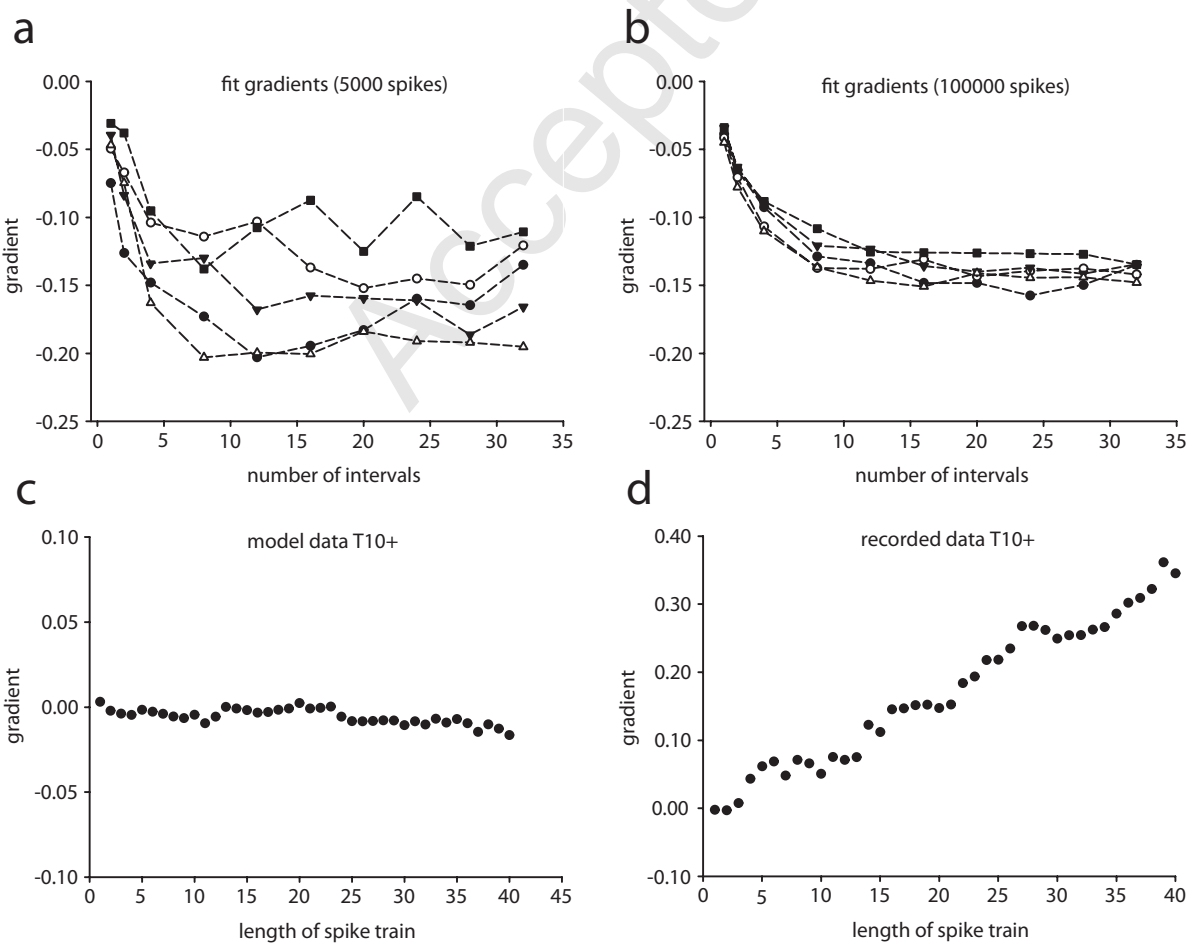 a
fit gradients (5000 spikes)
0.00
-0.05
-0.10
-0.15
-0.20
-0.25
gradient
0 5 10 15 20 25 30 35
number of intervals
b
fit gradients (100000 spikes)
0.00
-0.05
-0.10
-0.15
-0.20
-0.25
gradient
0 5 10 15 20 25 30 35
number of intervals
c
model data T10+
0.10
0.05
0.00
-0.05
-0.10
gradient
0 5 10 15 20 25 30 35 40 45
length of spike train
d
recorded data T10+
0.40
0.30
0.20
0.10
0.00
-0.10
gradient
0 5 10 15 20 25 30 35 40
length of spike train